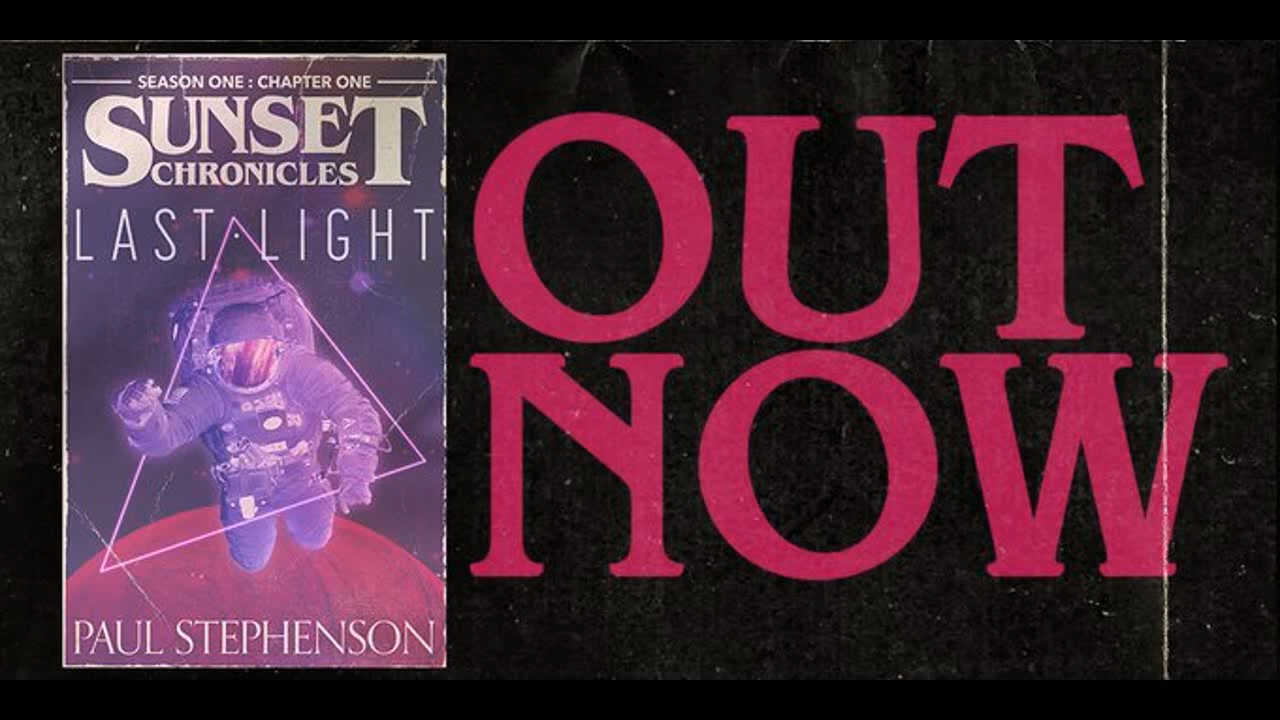 SEASON ONE : CHAPTER ONE
SUNSET
CHRONICLES
LAST LIGHT
PAUL STEPHENSON
OUT
NOW